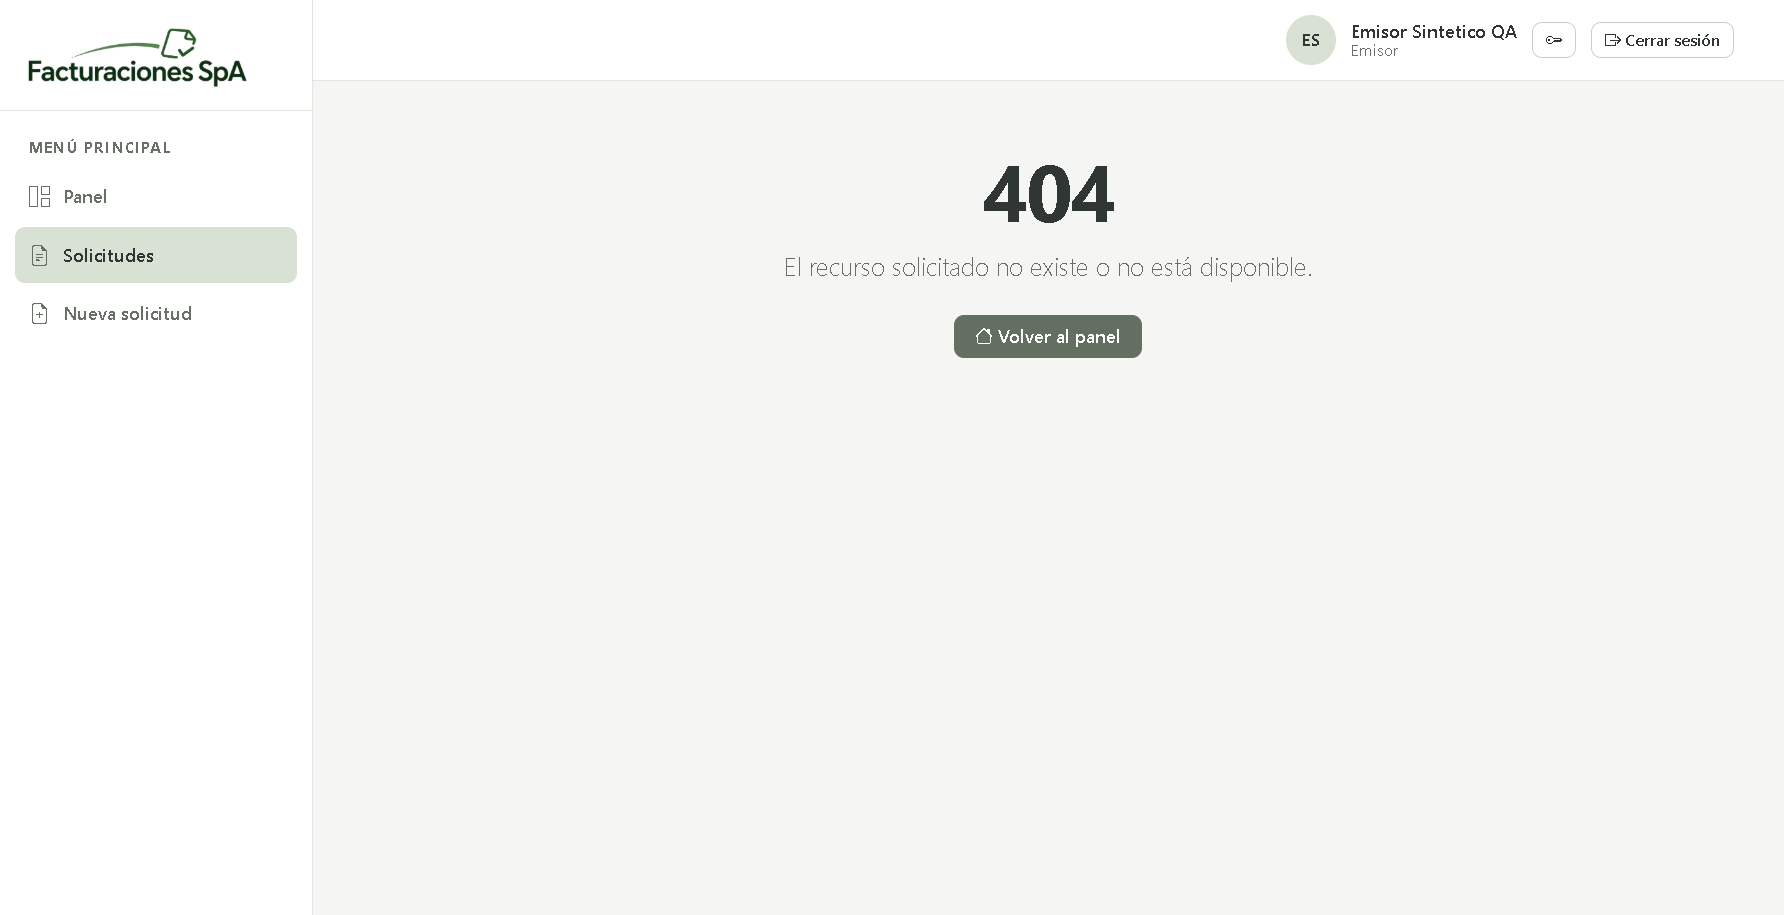 Facturaciones SpA
ES
Emisor Sintetico QA
Emisor
Cerrar sesión
MENÚ PRINCIPAL
Panel
Solicitudes
Nueva solicitud
404
El recurso solicitado no existe o no está disponible.
Volver al panel